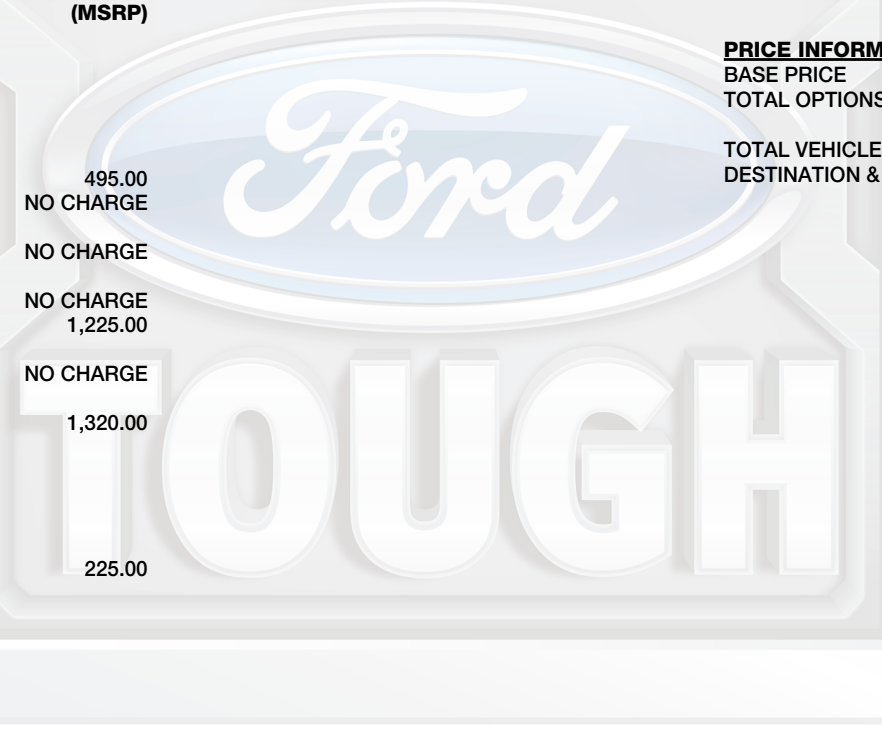 (MSRP)
495.00
NO CHARGE
NO CHARGE
NO CHARGE
1,225.00
NO CHARGE
1,320.00
225.00
PRICE
BASE PRICE
TOTAL OPTIONS
TOTAL VEHICLE
DESTINATION &
Ford
TOUGH